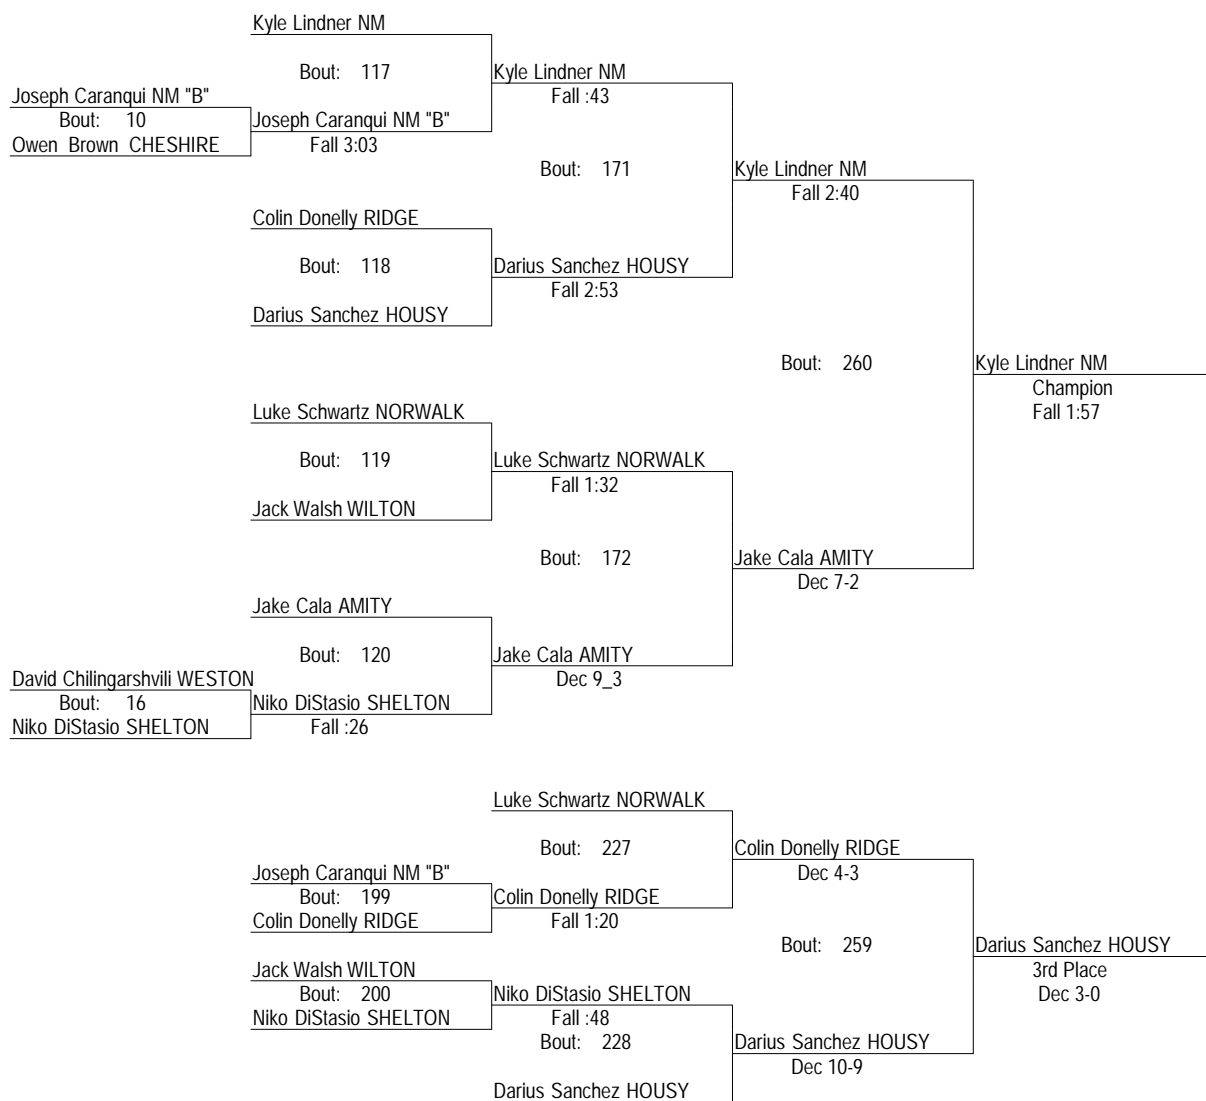 Kyle Lindner NM
Bout: 117
Kyle Lindner NM
Fall :43
Joseph Caranqui NM "B"
Bout: 10
Owen Brown CHESHIRE
Joseph Caranqui NM "B"
Fall 3:03
Bout: 171
Kyle Lindner NM
Fall 2:40
Colin Donelly RIDGE
Bout: 118
Darius Sanchez HOUSY
Fall 2:53
Darius Sanchez HOUSY
Bout: 260
Kyle Lindner NM
Champion
Fall 1:57
Luke Schwartz NORWALK
Bout: 119
Luke Schwartz NORWALK
Fall 1:32
Jack Walsh WILTON
Bout: 172
Jake Cala AMITY
Dec 7-2
Jake Cala AMITY
Bout: 120
Jake Cala AMITY
Dec 9_3
David Chilingarshvili WESTON
Bout: 16
Niko DiStasio SHELTON
Niko DiStasio SHELTON
Fall :26
Luke Schwartz NORWALK
Bout: 227
Colin Donelly RIDGE
Dec 4-3
Joseph Caranqui NM "B"
Bout: 199
Colin Donelly RIDGE
Colin Donelly RIDGE
Fall 1:20
Bout: 259
Darius Sanchez HOUSY
3rd Place
Dec 3-0
Jack Walsh WILTON
Bout: 200
Niko DiStasio SHELTON
Niko DiStasio SHELTON
Fall :48
Bout: 228
Darius Sanchez HOUSY
Dec 10-9
Darius Sanchez HOUSY